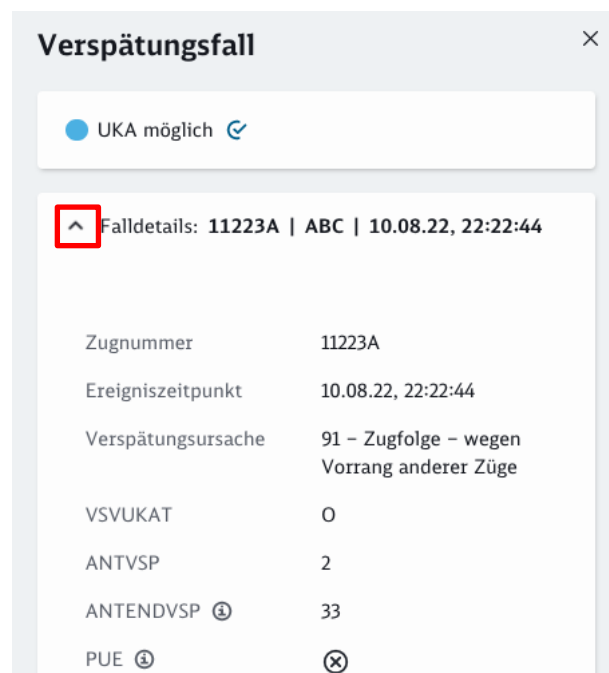 Verspätungsfall
UKA möglich
Falldetails: 11223A | ABC | 10.08.22, 22:22:44
Zugnummer 11223A
Ereigniszeitpunkt 10.08.22, 22:22:44
Verspätungsursache 91 – Zugfolge – wegen
Vorrang anderer Züge
VSVUKAT O
ANTVSP 2
ANTENDVSP 33
PUE